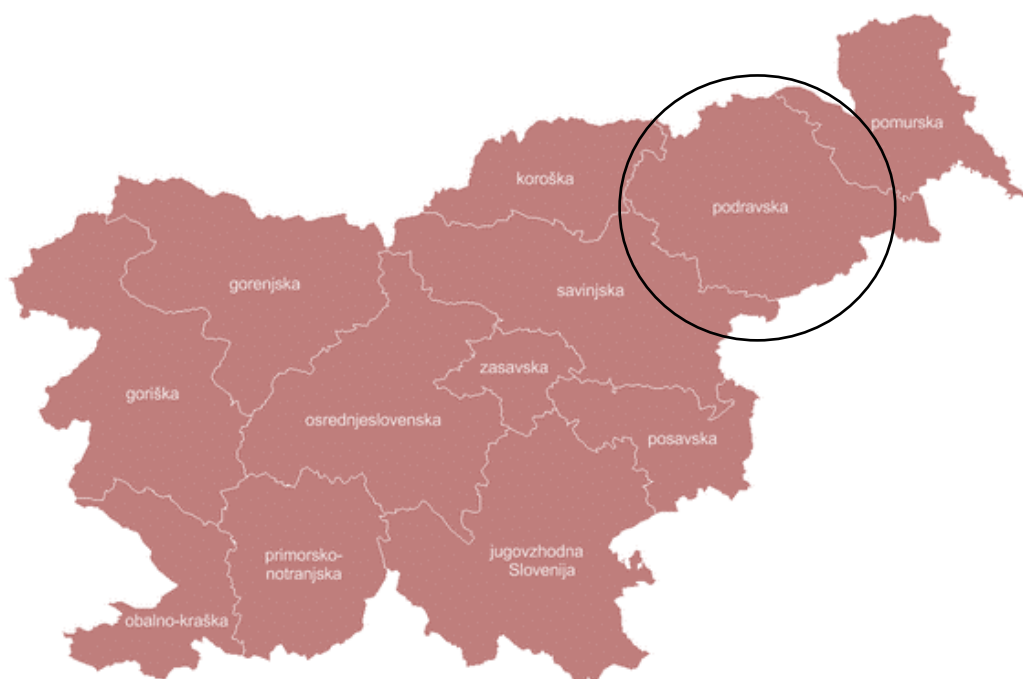 pomurska
koroška
podravska
gorenjska
savinjska
zasavska
goriška
osrednjeslovenska
posavska
primorsko-
notranjska
jugovzhodna
Slovenija
obalno-kraška